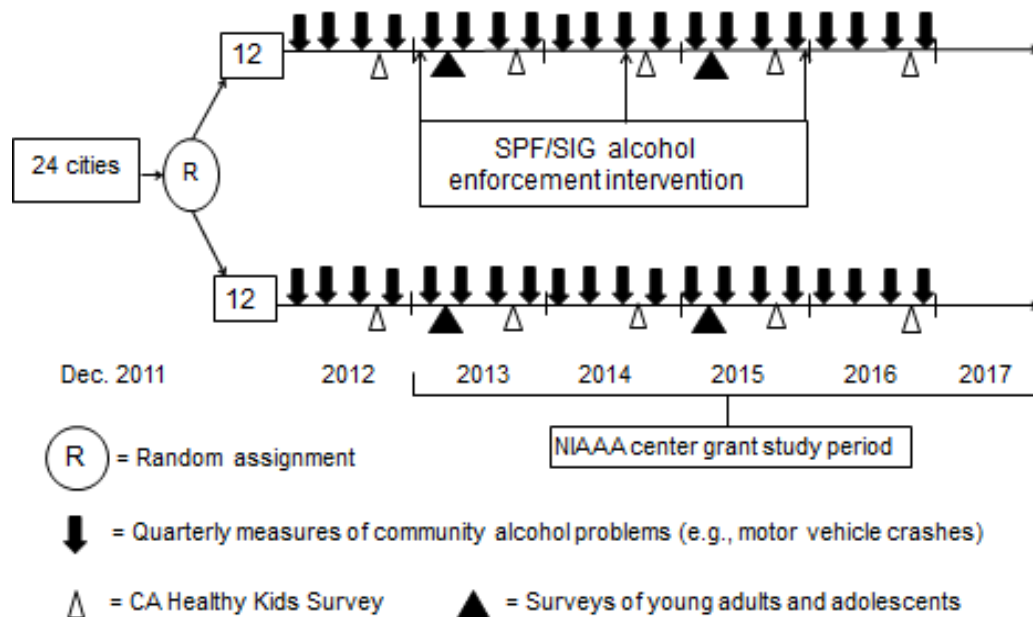 12
24 cities
R
SPF/SIG alcohol
enforcement intervention
12
Dec. 2011 2012 2013 2014 2015 2016 2017
NIAAA center grant study period
R = Random assignment
= Quarterly measures of community alcohol problems (e.g., motor vehicle crashes)
= CA Healthy Kids Survey = Surveys of young adults and adolescents